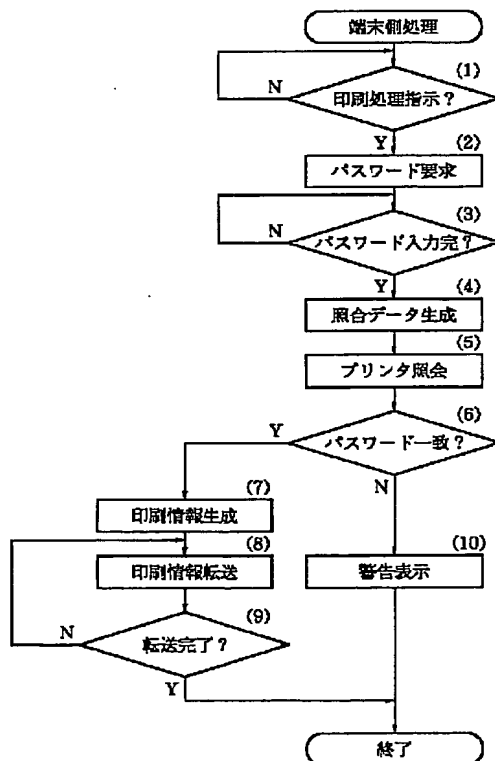 端末側処理
(1)
印刷処理指示?
N
Y
(2)
パスワード要求
(3)
パスワード入力完?
N
Y
(4)
照合データ生成
(5)
プリンタ照会
(6)
パスワード一致?
Y
N
(7)
印刷情報生成
(8)
印刷情報転送
(10)
警告表示
(9)
転送完了?
N
Y
終了